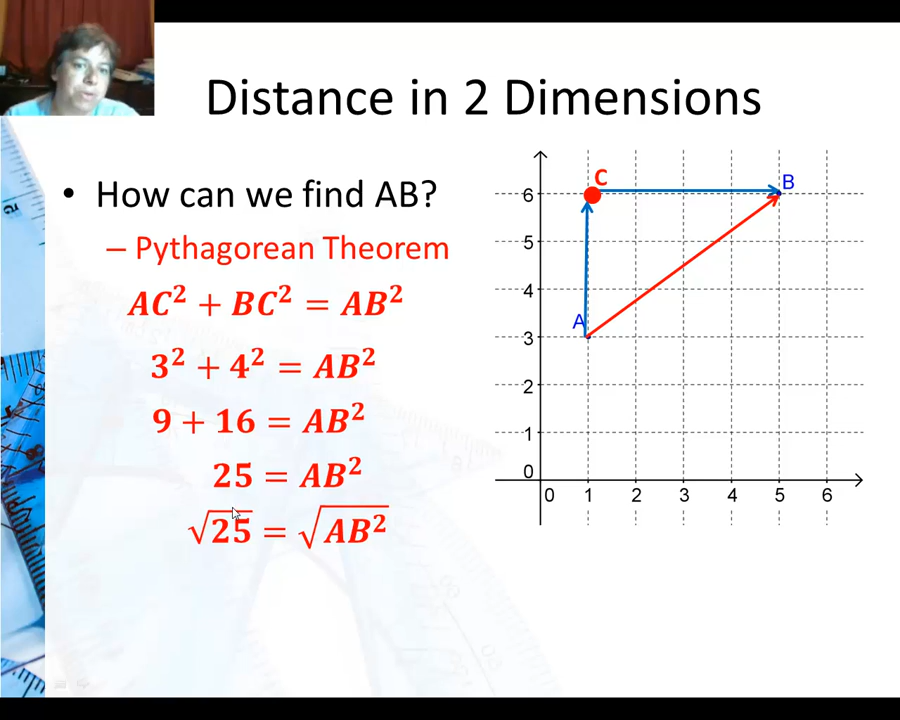 Distance in 2 Dimensions
• How can we find AB?
– Pythagorean Theorem
AC² + BC² = AB²
3² + 4² = AB²
9 + 16 = AB²
25 = AB²
√25 = √AB²
C
B
A
6
5
4
3
2
1
0
0 1 2 3 4 5 6